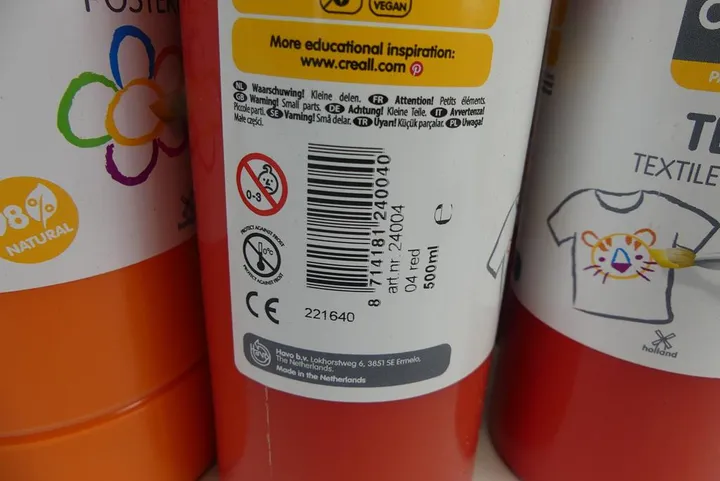 POSTER
98%
NATURAL
VEGAN
More educational inspiration:
www.creall.com
NL Waarschuwing! Kleine delen. FR Attention! Petits éléments.
GB Warning! Small parts. DE Achtung! Kleine Teile. IT Avvertenza!
Piccole parti. SE Varning! Små delar. TR Uyarı! Küçük parçalar. PL Uwaga!
Małe części.
0-3
PROTECT AGAINST FROST
0°C
PROTECT AGAINST FROST
CE
221640
8 714181 240040
art.nr. 24004
04 red
500ml e
Havo b.v. Lokhorstweg 6, 3851 SE Ermelo,
The Netherlands.
Made in the Netherlands
TE
TEXTILE
holland